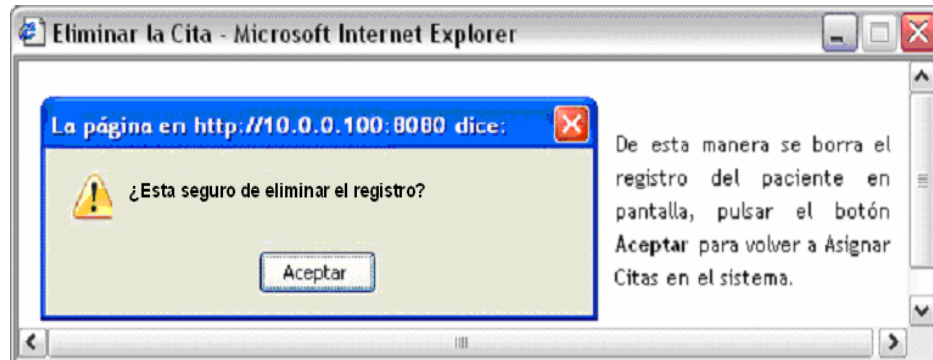 Eliminar la Cita - Microsoft Internet Explorer
La página en http://10.0.0.100:8080 dice:
¿Esta seguro de eliminar el registro?
Aceptar
De esta manera se borra el
registro del paciente en
pantalla, pulsar el botón
Aceptar para volver a Asignar
Citas en el sistema.